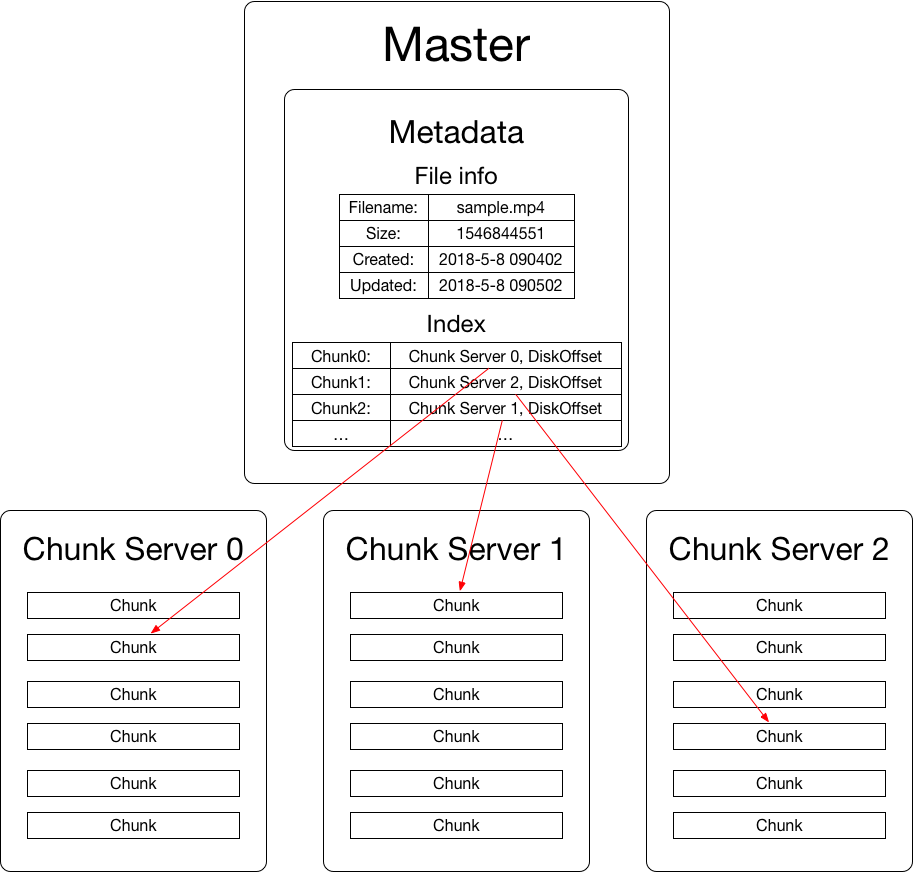 Master
Metadata
File info
Filename: sample.mp4
Size: 1546844551
Created: 2018-5-8 090402
Updated: 2018-5-8 090502
Index
Chunk0: Chunk Server 0, DiskOffset
Chunk1: Chunk Server 2, DiskOffset
Chunk2: Chunk Server 1, DiskOffset
... ...
Chunk Server 0
Chunk
Chunk
Chunk
Chunk
Chunk
Chunk
Chunk Server 1
Chunk
Chunk
Chunk
Chunk
Chunk
Chunk
Chunk Server 2
Chunk
Chunk
Chunk
Chunk
Chunk
Chunk